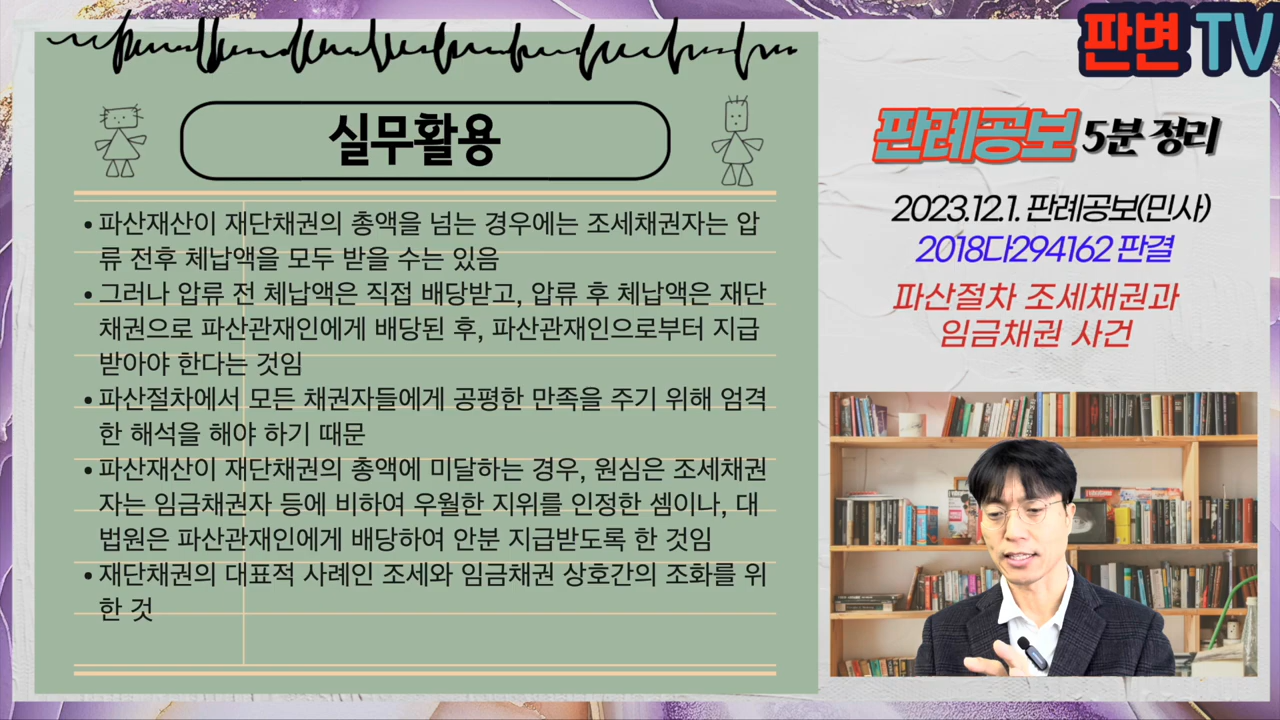 판변 TV
실무활용
• 파산재산이 재단채권의 총액을 넘는 경우에는 조세채권자는 압
류 전후 체납액을 모두 받을 수는 있음
• 그러나 압류 전 체납액은 직접 배당받고, 압류 후 체납액은 재단
채권으로 파산관재인에게 배당된 후, 파산관재인으로부터 지급
받아야 한다는 것임
• 파산절차에서 모든 채권자들에게 공평한 만족을 주기 위해 엄격
한 해석을 해야 하기 때문
• 파산재산이 재단채권의 총액에 미달하는 경우, 원심은 조세채권
자는 임금채권자 등에 비하여 우월한 지위를 인정한 셈이나, 대
법원은 파산관재인에게 배당하여 안분 지급받도록 한 것임
• 재단채권의 대표적 사례인 조세와 임금채권 상호간의 조화를 위
한 것
판례공보 5분 정리
2023.12.1. 판례공보(민사)
2018다294162 판결
파산절차 조세채권과
임금채권 사건